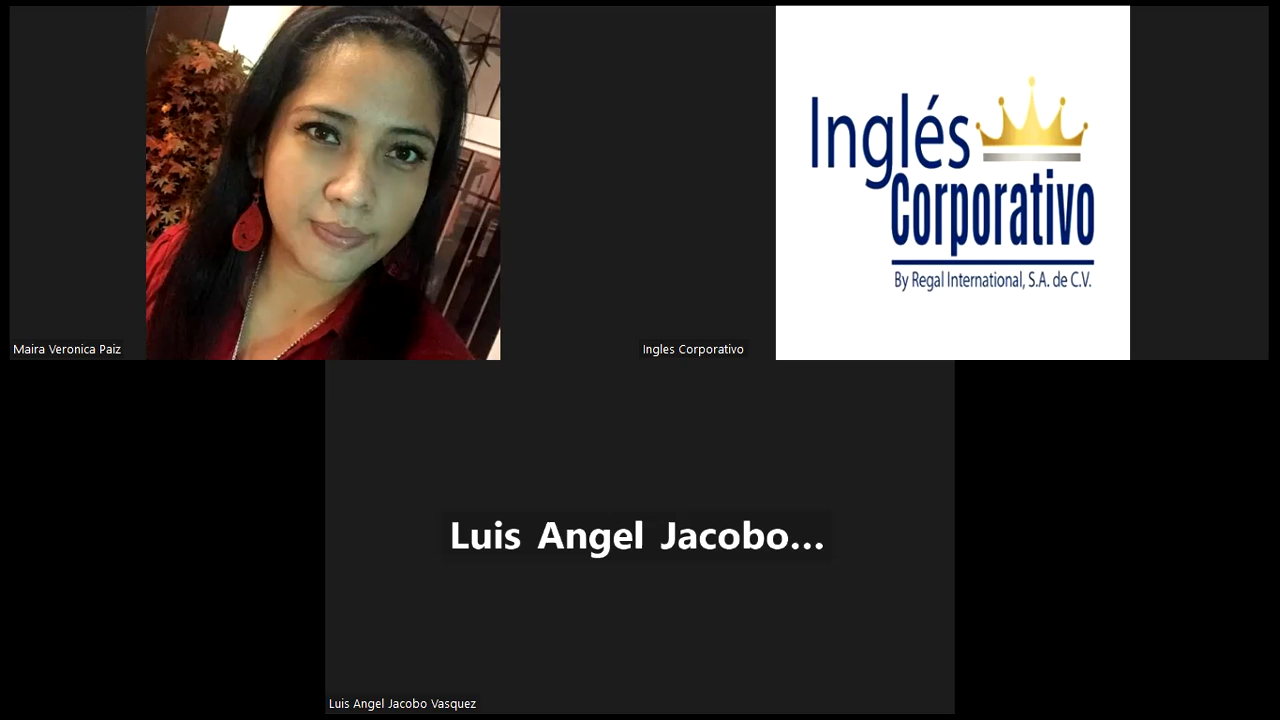 Inglés
Corporativo
By Regal International, S.A. de C.V.
Maira Veronica Paiz
Ingles Corporativo
Luis Angel Jacobo...
Luis Angel Jacobo Vasquez